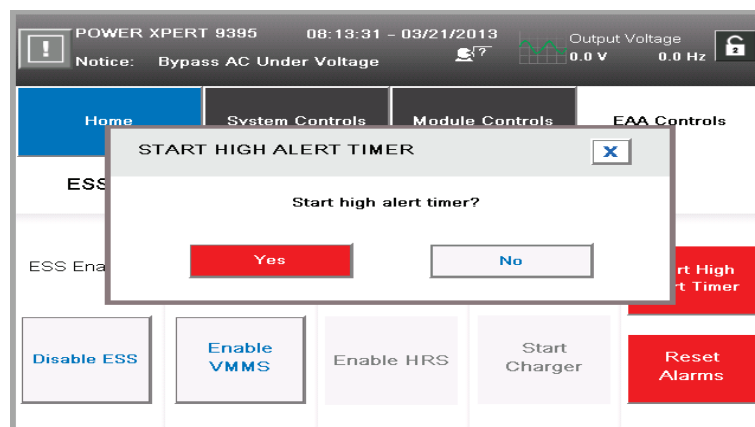 POWER XPERT 9395 08:13:31 - 03/21/2013 Output Voltage
! Notice: Bypass AC Under Voltage ? 0.0 V 0.0 Hz 2
Home System Controls Module Controls EAA Controls
START HIGH ALERT TIMER X
ESS
Start high alert timer?
Yes No
ESS Ena
rt High
rt Timer
Disable ESS
Enable
VMMS
Enable HRS
Start
Charger
Reset
Alarms